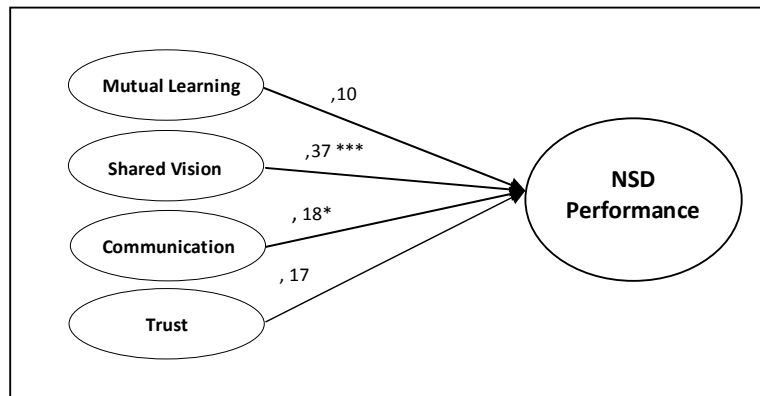 Mutual Learning
,10
Shared Vision
,37 ***
Communication
, 18*
Trust
, 17
NSD
Performance